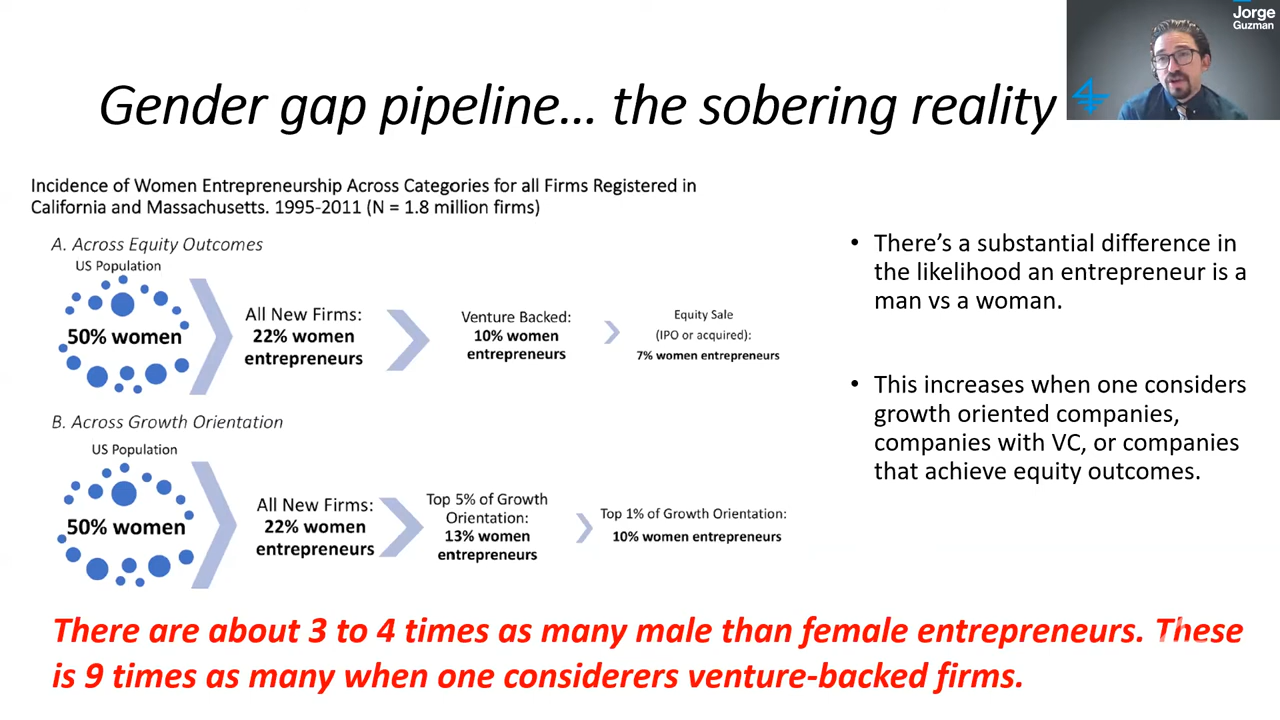 Jorge
Guzman
Gender gap pipeline... the sobering reality
Incidence of Women Entrepreneurship Across Categories for all Firms Registered in
California and Massachusetts. 1995-2011 (N = 1.8 million firms)
A. Across Equity Outcomes
US Population
50% women
All New Firms:
22% women
entrepreneurs
Venture Backed:
10% women
entrepreneurs
Equity Sale
(IPO or acquired):
7% women entrepreneurs
B. Across Growth Orientation
US Population
50% women
All New Firms:
22% women
entrepreneurs
Top 5% of Growth
Orientation:
13% women
entrepreneurs
Top 1% of Growth Orientation:
10% women entrepreneurs
• There's a substantial difference in
the likelihood an entrepreneur is a
man vs a woman.
• This increases when one considers
growth oriented companies,
companies with VC, or companies
that achieve equity outcomes.
There are about 3 to 4 times as many male than female entrepreneurs. These
is 9 times as many when one considerers venture-backed firms.